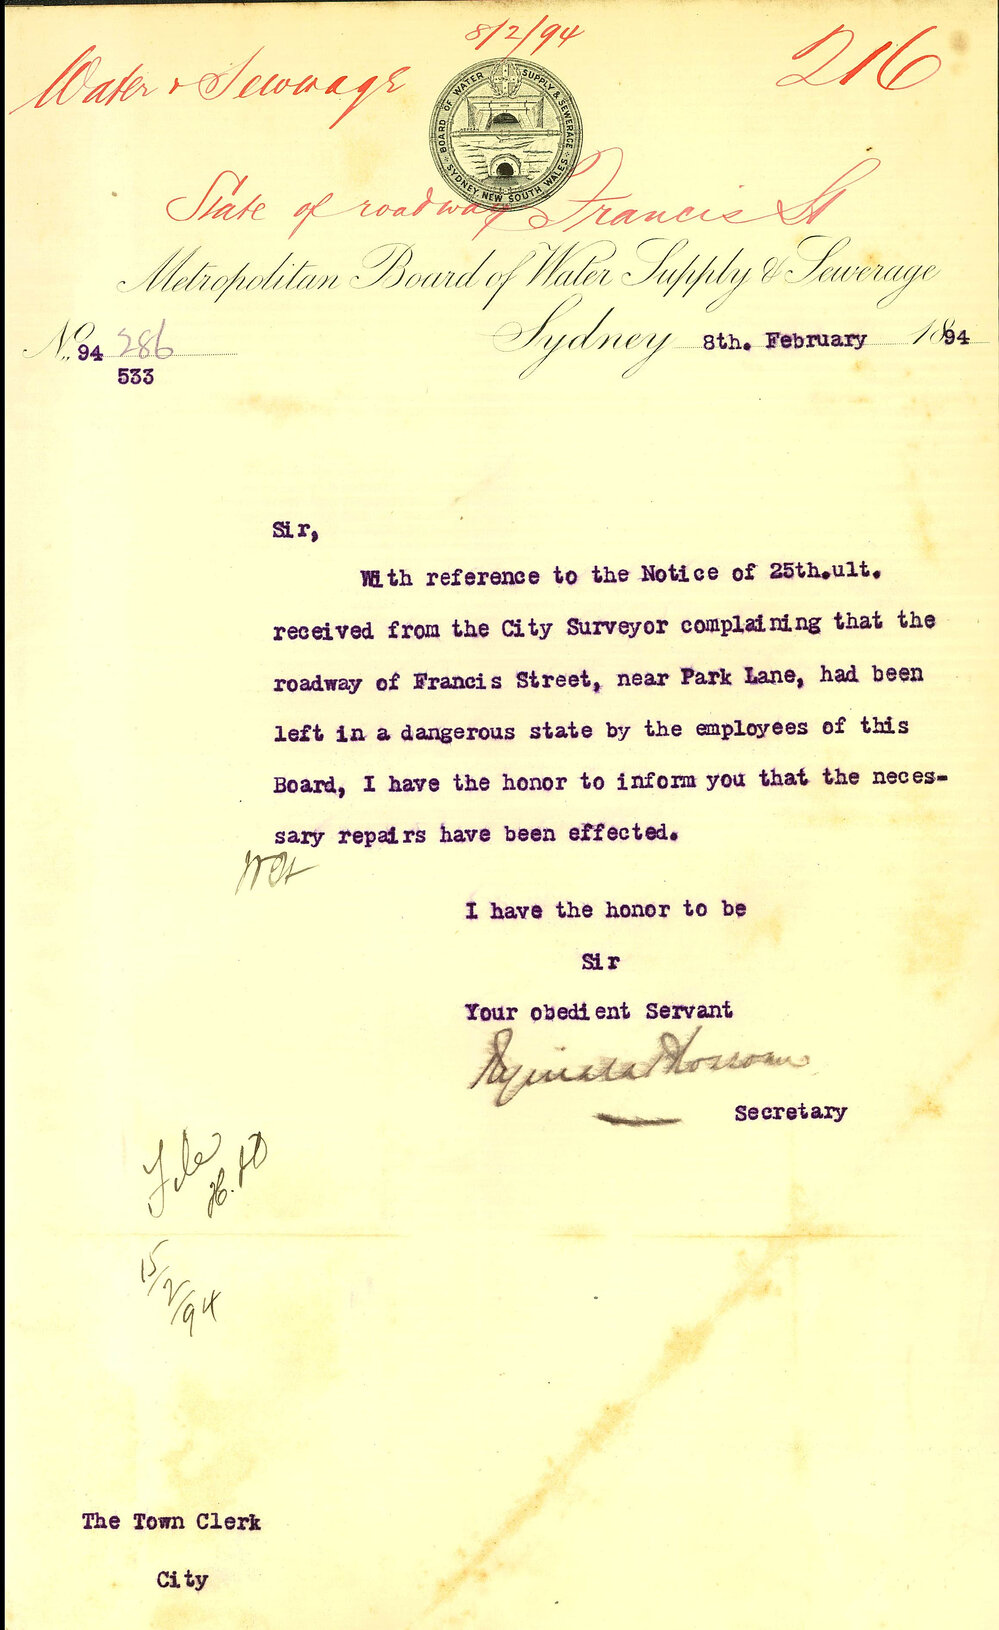 8/2/94
Water & Sewerage
216
BOARD OF WATER SUPPLY & SEWERAGE
SYDNEY NEW SOUTH WALES
State of roadway Francis St
Metropolitan Board of Water Supply & Sewerage
No. 94 286
533
Sydney 8th. February 1894
Sir,
With reference to the Notice of 25th.ult.
received from the City Surveyor complaining that the
roadway of Francis Street, near Park Lane, had been
left in a dangerous state by the employees of this
Board, I have the honor to inform you that the neces-
sary repairs have been effected.
I have the honor to be
Sir
Your obedient Servant
Secretary
File
15/2/94
The Town Clerk
City